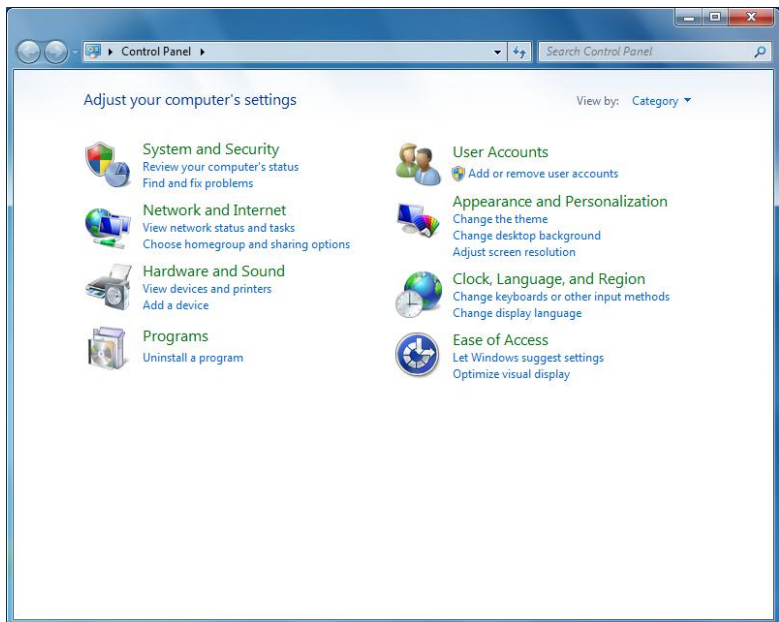 Control Panel
Search Control Panel
Adjust your computer's settings
View by: Category
System and Security
Review your computer's status
Find and fix problems
Network and Internet
View network status and tasks
Choose homegroup and sharing options
Hardware and Sound
View devices and printers
Add a device
Programs
Uninstall a program
User Accounts
Add or remove user accounts
Appearance and Personalization
Change the theme
Change desktop background
Adjust screen resolution
Clock, Language, and Region
Change keyboards or other input methods
Change display language
Ease of Access
Let Windows suggest settings
Optimize visual display